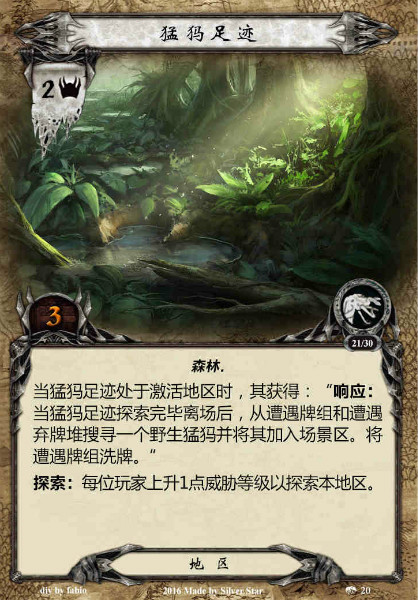 猛犸足迹
2
3
21/30
森林.
当猛犸足迹处于激活地区时，其获得：“响应：
当猛犸足迹探索完毕离场后，从遭遇牌组和遭遇
弃牌堆搜寻一个野生猛犸并将其加入场景区。将
遭遇牌组洗牌。“
探索：每位玩家上升1点威胁等级以探索本地区。
地区
diy by fabio
2016 Made by Silver Star
20